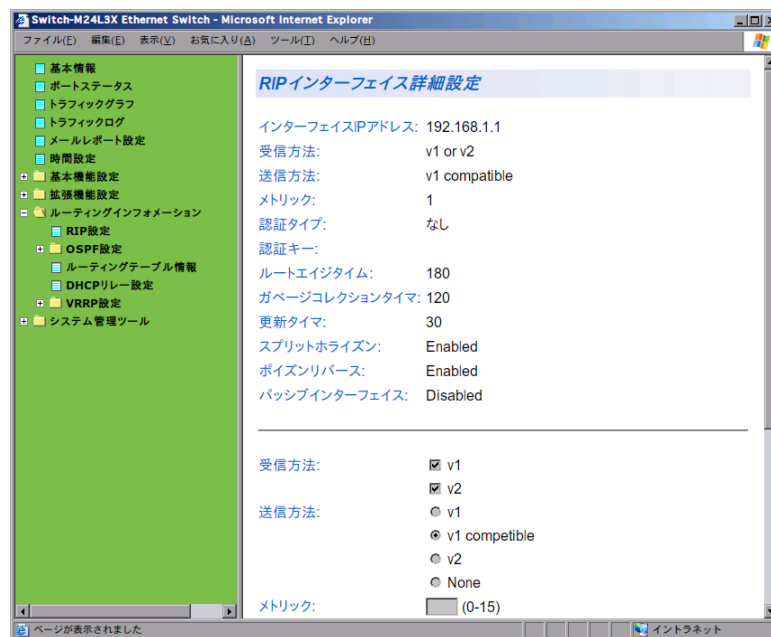 Switch-M24L3X Ethernet Switch - Microsoft Internet Explorer
ファイル(F) 編集(E) 表示(V) お気に入り(A) ツール(T) ヘルプ(H)
基本情報
ポートステータス
トラフィックグラフ
トラフィックログ
メールレポート設定
時間設定
基本機能設定
拡張機能設定
ルーティングインフォメーション
RIP設定
OSPF設定
ルーティングテーブル情報
DHCPリレー設定
VRRP設定
システム管理ツール
RIPインターフェイス詳細設定
インターフェイスIPアドレス: 192.168.1.1
受信方法: v1 or v2
送信方法: v1 compatible
メトリック: 1
認証タイプ: なし
認証キー:
ルートエイジタイム: 180
ガベージコレクションタイマ: 120
更新タイマ: 30
スプリットホライズン: Enabled
ポイズンリバース: Enabled
パッシブインターフェイス: Disabled
受信方法: v1
v2
送信方法: v1
v1 competible
v2
None
メトリック: (0-15)
ページが表示されました
イントラネット